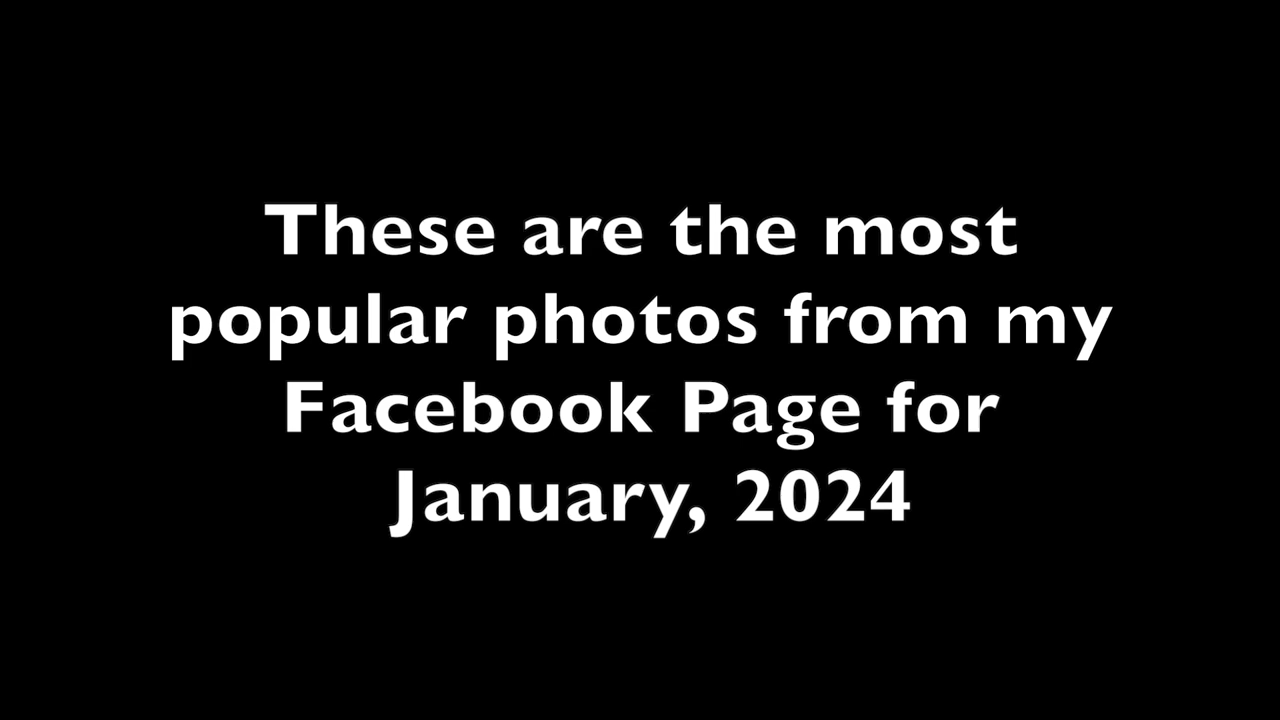 These are the most
popular photos from my
Facebook Page for
January, 2024